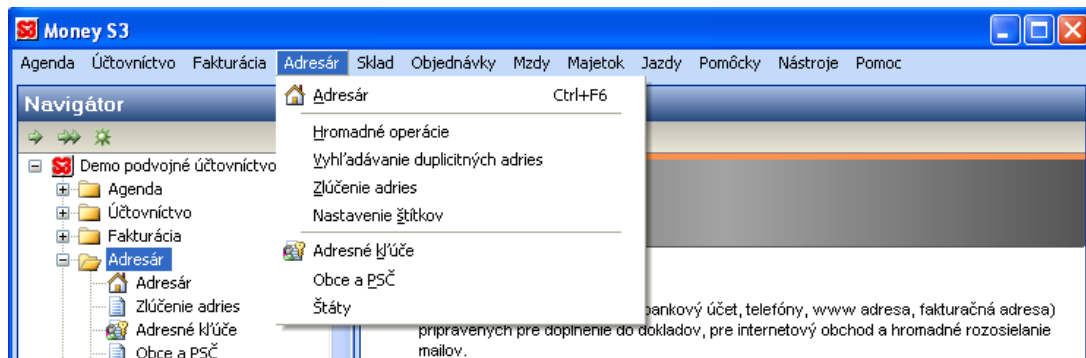 S3 Money S3
Agenda Účtovníctvo Fakturácia Adresár Sklad Objednávky Mzdy Majetok Jazdy Pomôcky Nástroje Pomoc
Navigátor
Adresár Ctrl+F6
Hromadné operácie
Vyhľadávanie duplicitných adries
Zlúčenie adries
Nastavenie štítkov
Adresné kľúče
Obce a PSČ
Štáty
S3 Demo podvojné účtovníctvo
Agenda
Účtovníctvo
Fakturácia
Adresár
Adresár
Zlúčenie adries
Adresné kľúče
Obce a PSČ
bankový účet, telefóny, www adresa, fakturačná adresa)
pripravených pre doplnenie do dokladov, pre internetový obchod a hromadné rozosielanie
mailov.